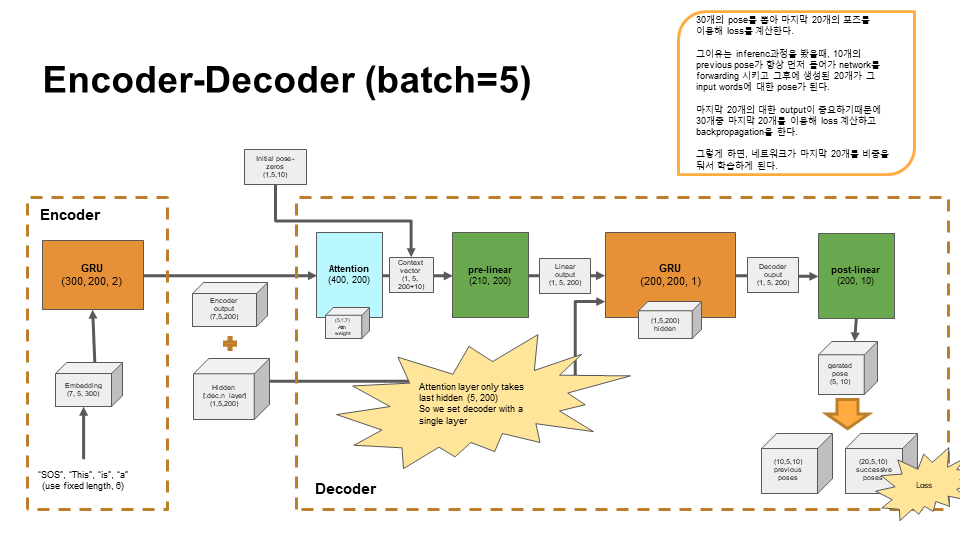 30개의 pose를 뽑아 마지막 20개의 포즈를
이용해 loss를 계산한다.
그이유는 inferenc과정을 봤을때, 10개의
previous pose가 항상 먼저 들어가 network를
forwarding 시키고 그후에 생성된 20개가 그
input words에 대한 pose가 된다.
마지막 20개의 대한 output이 중요하기때문에
30개중 마지막 20개를 이용해 loss 계산하고
backpropagation을 한다.
그렇게 하면, 네트워크가 마지막 20개를 비중을
둬서 학습하게 된다.
Encoder-Decoder (batch=5)
Initial pose-
zeros
(1,5,10)
Encoder
GRU
(300, 200, 2)
Encoder
output
(7,5,200)
Hidden
[:dec.n_layer]
(1,5,200)
Embedding
(7, 5, 300)
“SOS”, “This”, “is”, “a”
(use fixed length, 6)
Attention
(400, 200)
(5,1,7)
Attn
weight
Context
vector
(1, 5,
200+10)
pre-linear
(210, 200)
Linear
output
(1, 5, 200)
GRU
(200, 200, 1)
(1,5,200)
hidden
Decoder
ouput
(1, 5, 200)
post-linear
(200, 10)
gerated
pose
(5, 10)
Attention layer only takes
last hidden (5, 200)
So we set decoder with a
single layer
(10,5,10)
previous
poses
(20,5,10)
successive
poses
Loss
Decoder